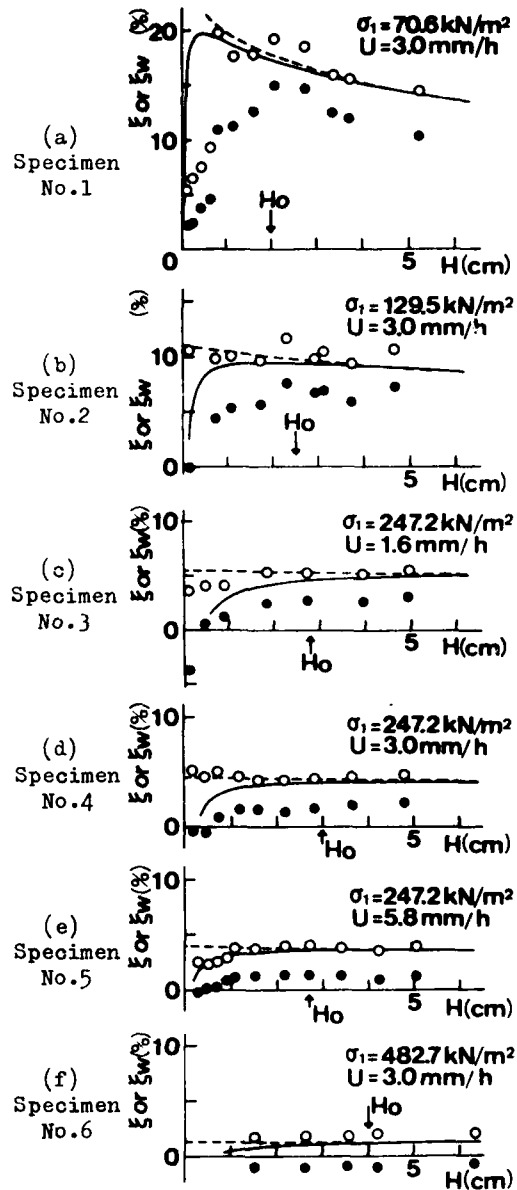 20
10
0
ξ or ξw (%)
σ1= 70.6 kN/m²
U = 3.0 mm/h
(a)
Specimen
No.1
Ho
5
H(cm)
10
0
ξ or ξw (%)
σ1= 129.5 kN/m²
U = 3.0 mm/h
(b)
Specimen
No.2
Ho
5
H(cm)
10
0
ξ or ξw(%)
σ1= 247.2 kN/m²
U = 1.6 mm/h
(c)
Specimen
No.3
Ho
5
H(cm)
10
0
ξ or ξw(%)
σ1= 247.2 kN/m²
U = 3.0 mm/h
(d)
Specimen
No.4
Ho
5
H(cm)
10
0
ξ or ξw(%)
σ1= 247.2 kN/m²
U = 5.8 mm/h
(e)
Specimen
No.5
Ho
5
H(cm)
10
0
ξ or ξw(%)
σ1= 482.7 kN/m²
U = 3.0 mm/h
(f)
Specimen
No.6
Ho
5
H(cm)